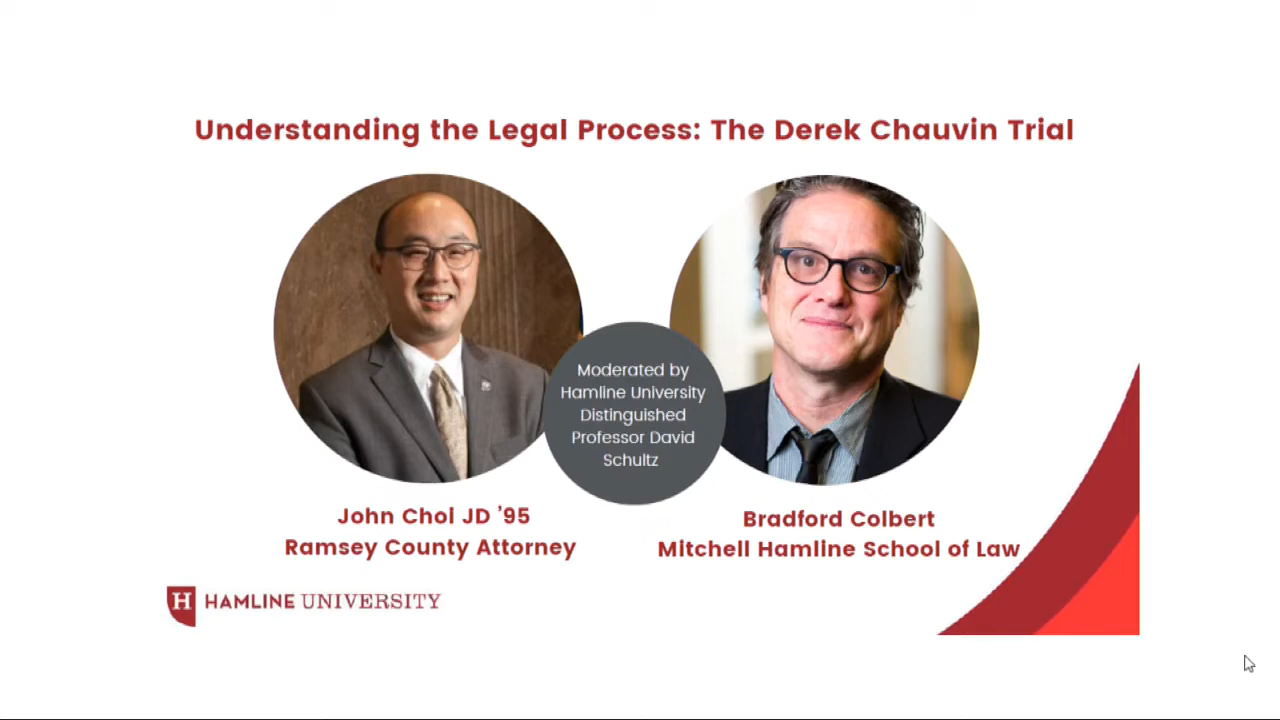 Understanding the Legal Process: The Derek Chauvin Trial
Moderated by
Hamline University
Distinguished
Professor David
Schultz
John Choi JD ’95
Ramsey County Attorney
Bradford Colbert
Mitchell Hamline School of Law
H HAMLINE UNIVERSITY